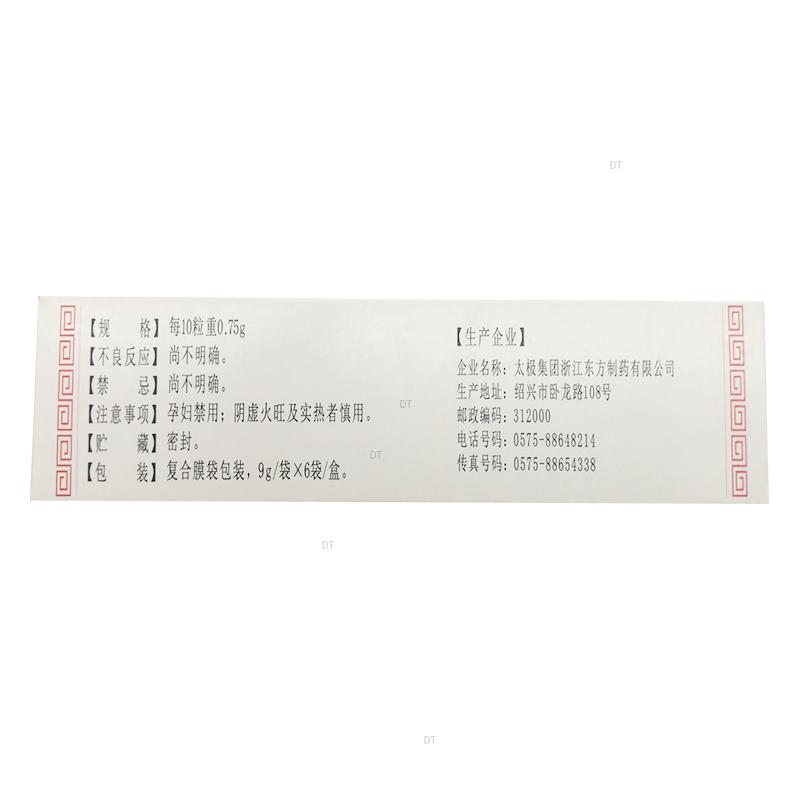 DT
【规　　格】每10粒重0.75g
【不良反应】尚不明确。
【禁　　忌】尚不明确。
【注意事项】孕妇禁用；阴虚火旺及实热者慎用。
【贮　　藏】密封。
【包　　装】复合膜袋包装，9g/袋×6袋/盒。
【生产企业】
企业名称：太极集团浙江东方制药有限公司
生产地址：绍兴市卧龙路108号
邮政编码：312000
电话号码：0575-88648214
传真号码：0575-88654338
DT
DT
DT
DT